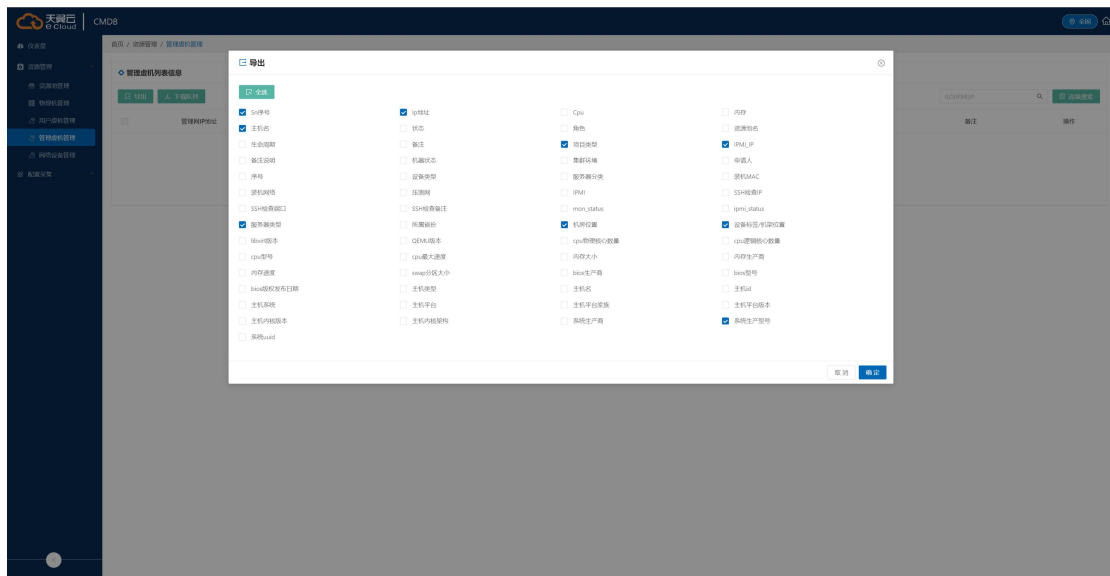 天翼云 e Cloud CMDB 全国
仪表盘
资源管理
资源池管理
物理机管理
用户虚机管理
管理虚机管理
网络设备管理
配置采集
首页 / 资源管理 / 管理虚机管理
管理虚机列表信息
导出 下载附件 高级搜索
管理网IP地址 备注 操作
导出
全选
Sn序号 Ip地址 Cpu 内存
主机名 状态 角色 资源池名
生命周期 备注 项目类型 IPMI_IP
备注说明 机器状态 集群环境 申请人
序号 设备类型 服务器分类 装机MAC
装机网络 压测网 IPMI SSH检查IP
SSH检查端口 SSH检查备注 mon_status ipmi_status
服务器类型 所属省份 机房位置 设备标签/机架位置
libvirt版本 QEMU版本 cpu物理核心数量 cpu逻辑核心数量
cpu型号 cpu最大速度 内存大小 内存生产商
内存速度 swap分区大小 bios生产商 bios型号
bios版权发布日期 主机类型 主机名 主机id
主机系统 主机平台 主机平台家族 主机平台版本
主机内核版本 主机内核架构 系统生产商 系统生产型号
系统uuid
取消 确定